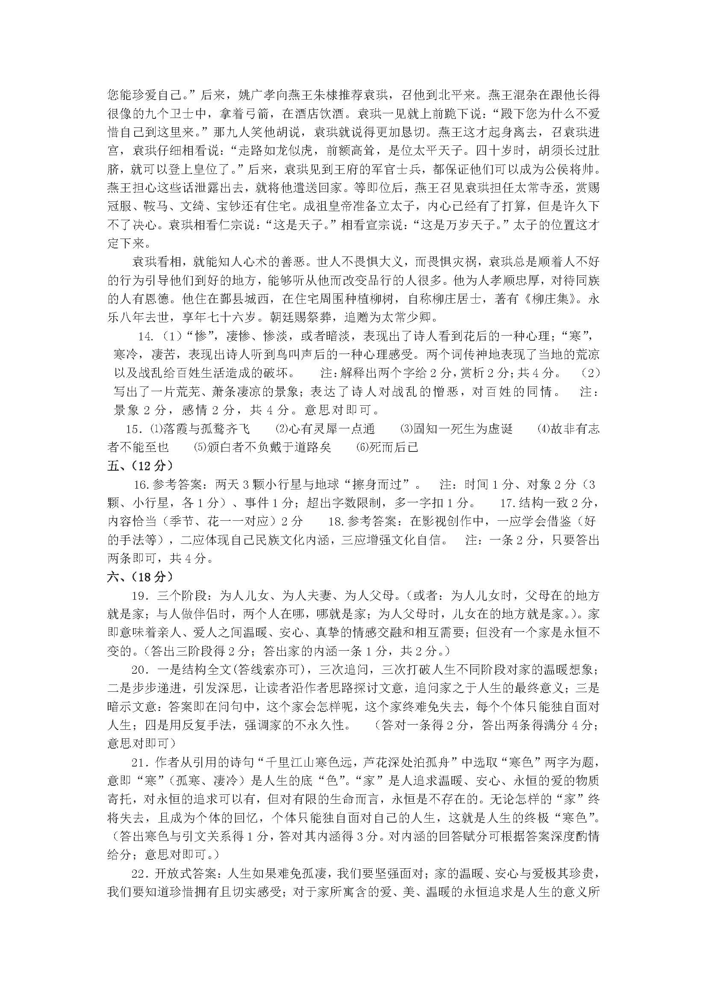 您能珍爱自己。”后来，姚广孝向燕王朱棣推荐袁珙，召他到北平来。燕王混杂在跟他长得
很像的九个卫士中，拿着弓箭，在酒店饮酒。袁珙一见就上前跪下说：“殿下您为什么不爱
惜自己到这里来。”那九人笑他胡说，袁珙就说得更加恳切。燕王这才起身离去，召袁珙进
宫，袁珙仔细相看说：“走路如龙似虎，前额高耸，是位太平天子。四十岁时，胡须长过肚
脐，就可以登上皇位了。”后来，袁珙见到王府的军官士兵，都保证他们可以成为公侯将帅。
燕王担心这些话泄露出去，就将他遣送回家。等即位后，燕王召见袁珙担任太常寺丞，赏赐
冠服、鞍马、文绮、宝钞还有住宅。成祖皇帝准备立太子，内心已经有了打算，但是许久下
不了决心。袁珙相看仁宗说：“这是天子。”相看宣宗说：“这是万岁天子。”太子的位置这才
定下来。
袁珙看相，就能知人心术的善恶。世人不畏惧大义，而畏惧灾祸，袁珙总是顺着人不好
的行为引导他们到好的地方，能够听从他而改变品行的人很多。他为人孝顺忠厚，对待同族
的人有恩德。他住在鄞县城西，在住宅周围种植柳树，自称柳庄居士，著有《柳庄集》。永
乐八年去世，享年七十六岁。朝廷赐祭葬，追赠为太常少卿。
14.（1）“惨”，凄惨、惨淡，或者暗淡，表现出了诗人看到花后的一种心理；“寒”，
寒冷，凄苦，表现出诗人听到鸟叫声后的一种心理感受。两个词传神地表现了当地的荒凉
以及战乱给百姓生活造成的破坏。 注：解释出两个字给2分，赏析2分；共4分。 （2）
写出了一片荒芜、萧条凄凉的景象；表达了诗人对战乱的憎恶，对百姓的同情。 注：
景象2分，感情2分，共4分。意思对即可。
15．⑴落霞与孤鹜齐飞 ⑵心有灵犀一点通 ⑶固知一死生为虚诞 ⑷故非有志
者不能至也 ⑸颁白者不负戴于道路矣 ⑹死而后已
五、（12分）
16.参考答案：两天3颗小行星与地球“擦身而过”。 注：时间1分、对象2分（3
颗、小行星，各1分）、事件1分；超出字数限制，多一字扣1分。 17.结构一致2分，
内容恰当（季节、花一一对应）2分 18.参考答案：在影视创作中，一应学会借鉴（好
的手法等），二应体现自己民族文化内涵，三应增强文化自信。 注：一条2分，只要答出
两条即可，共4分。
六、（18分）
19．三个阶段：为人儿女、为人夫妻、为人父母。（或者：为人儿女时，父母在的地方
就是家；与人做伴侣时，两个人在哪，哪就是家；为人父母时，儿女在的地方就是家。）。家
即意味着亲人、爱人之间温暖、安心、真挚的情感交融和相互需要；但没有一个家是永恒不
变的。（答出三阶段得2分；答出家的内涵一条1分，共2分。）
20．一是结构全文(答线索亦可)，三次追问，三次打破人生不同阶段对家的温暖想象；
二是步步递进，引发深思，让读者沿作者思路探讨文意，追问家之于人生的最终意义；三是
暗示文意：答案即在问句中，这个家会怎样呢，这个家终难免失去，每个个体只能独自面对
人生；四是用反复手法，强调家的不永久性。 （答对一条得2分，答出两条得满分4分；
意思对即可）
21．作者从引用的诗句“千里江山寒色远，芦花深处泊孤舟”中选取“寒色”两字为题，
意即“寒”（孤寒、凄冷）是人生的底“色”。“家”是人追求温暖、安心、永恒的爱的物质
寄托，对永恒的追求可以有，但对有限的生命而言，永恒是不存在的。无论怎样的“家”终
将失去，且成为个体的回忆，个体只能独自面对自己的人生，这就是人生的终极“寒色”。
（答出寒色与引文关系得1分，答对其内涵得3分。对内涵的回答赋分可根据答案深度酌情
给分；意思对即可。）
22．开放式答案：人生如果难免孤凄，我们要坚强面对；家的温暖、安心与爱极其珍贵，
我们要知道珍惜拥有且切实感受；对于家所寓含的爱、美、温暖的永恒追求是人生的意义所